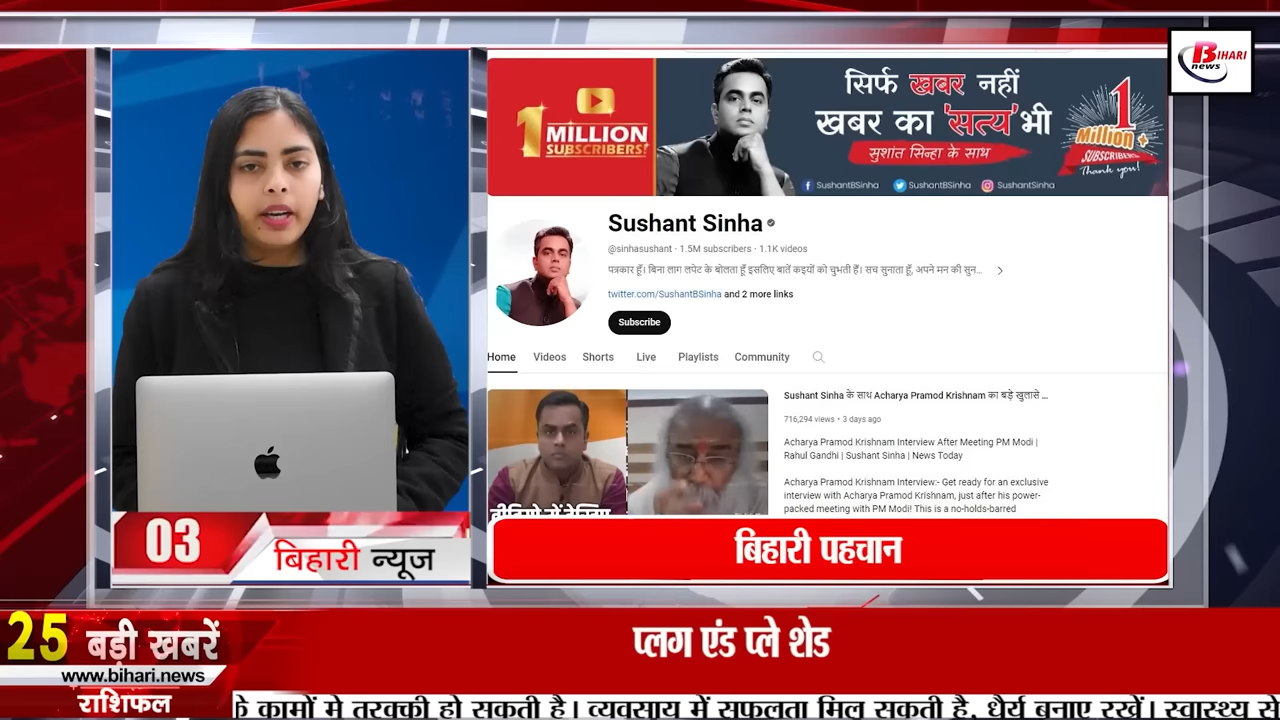 BIHARI
news
1 MILLION
SUBSCRIBERS!
सिर्फ खबर नहीं
खबर का 'सत्य' भी
सुशांत सिन्हा के साथ
SushantBSinha SushantBSinha SushantSinha
1
Million +
SUBSCRIBERS
Thank you!
Sushant Sinha
@sinhasushant · 1.5M subscribers · 1.1K videos
पत्रकार हूँ। बिना लाग लपेट के बोलता हूँ इसलिए बातें कइयों को चुभती हैं। सच सुनाता हूँ, अपने मन की सुन...
twitter.com/SushantBSinha and 2 more links
Subscribe
Home Videos Shorts Live Playlists Community
Sushant Sinha के साथ Acharya Pramod Krishnam का बड़े खुलासे ...
716,294 views · 3 days ago
Acharya Pramod Krishnam Interview After Meeting PM Modi |
Rahul Gandhi | Sushant Sinha | News Today
Acharya Pramod Krishnam Interview:- Get ready for an exclusive
interview with Acharya Pramod Krishnam, just after his power-
packed meeting with PM Modi! This is a no-holds-barred
03
बिहारी न्यूज
बिहारी पहचान
25 बड़ी खबरें
www.bihari.news
प्लग एंड प्ले शेड
राशिफल
के कामों मे तरक्की हो सकती है। व्यवसाय में सफलता मिल सकती है, धैर्य बनाए रखें। स्वास्थ्य से